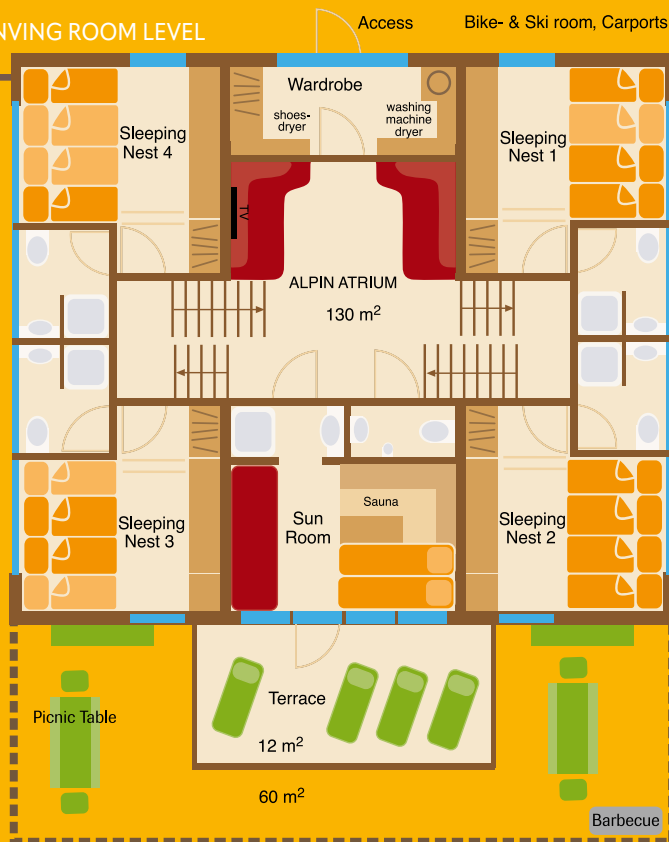 NVING ROOM LEVEL
Access
Bike- & Ski room, Carports
Wardrobe
shoes-
dryer
washing
machine
dryer
Sleeping
Nest 4
Sleeping
Nest 1
TV
ALPIN ATRIUM
130 m²
Sleeping
Nest 3
Sun
Room
Sauna
Sleeping
Nest 2
Terrace
12 m²
Picnic Table
60 m²
Barbecue